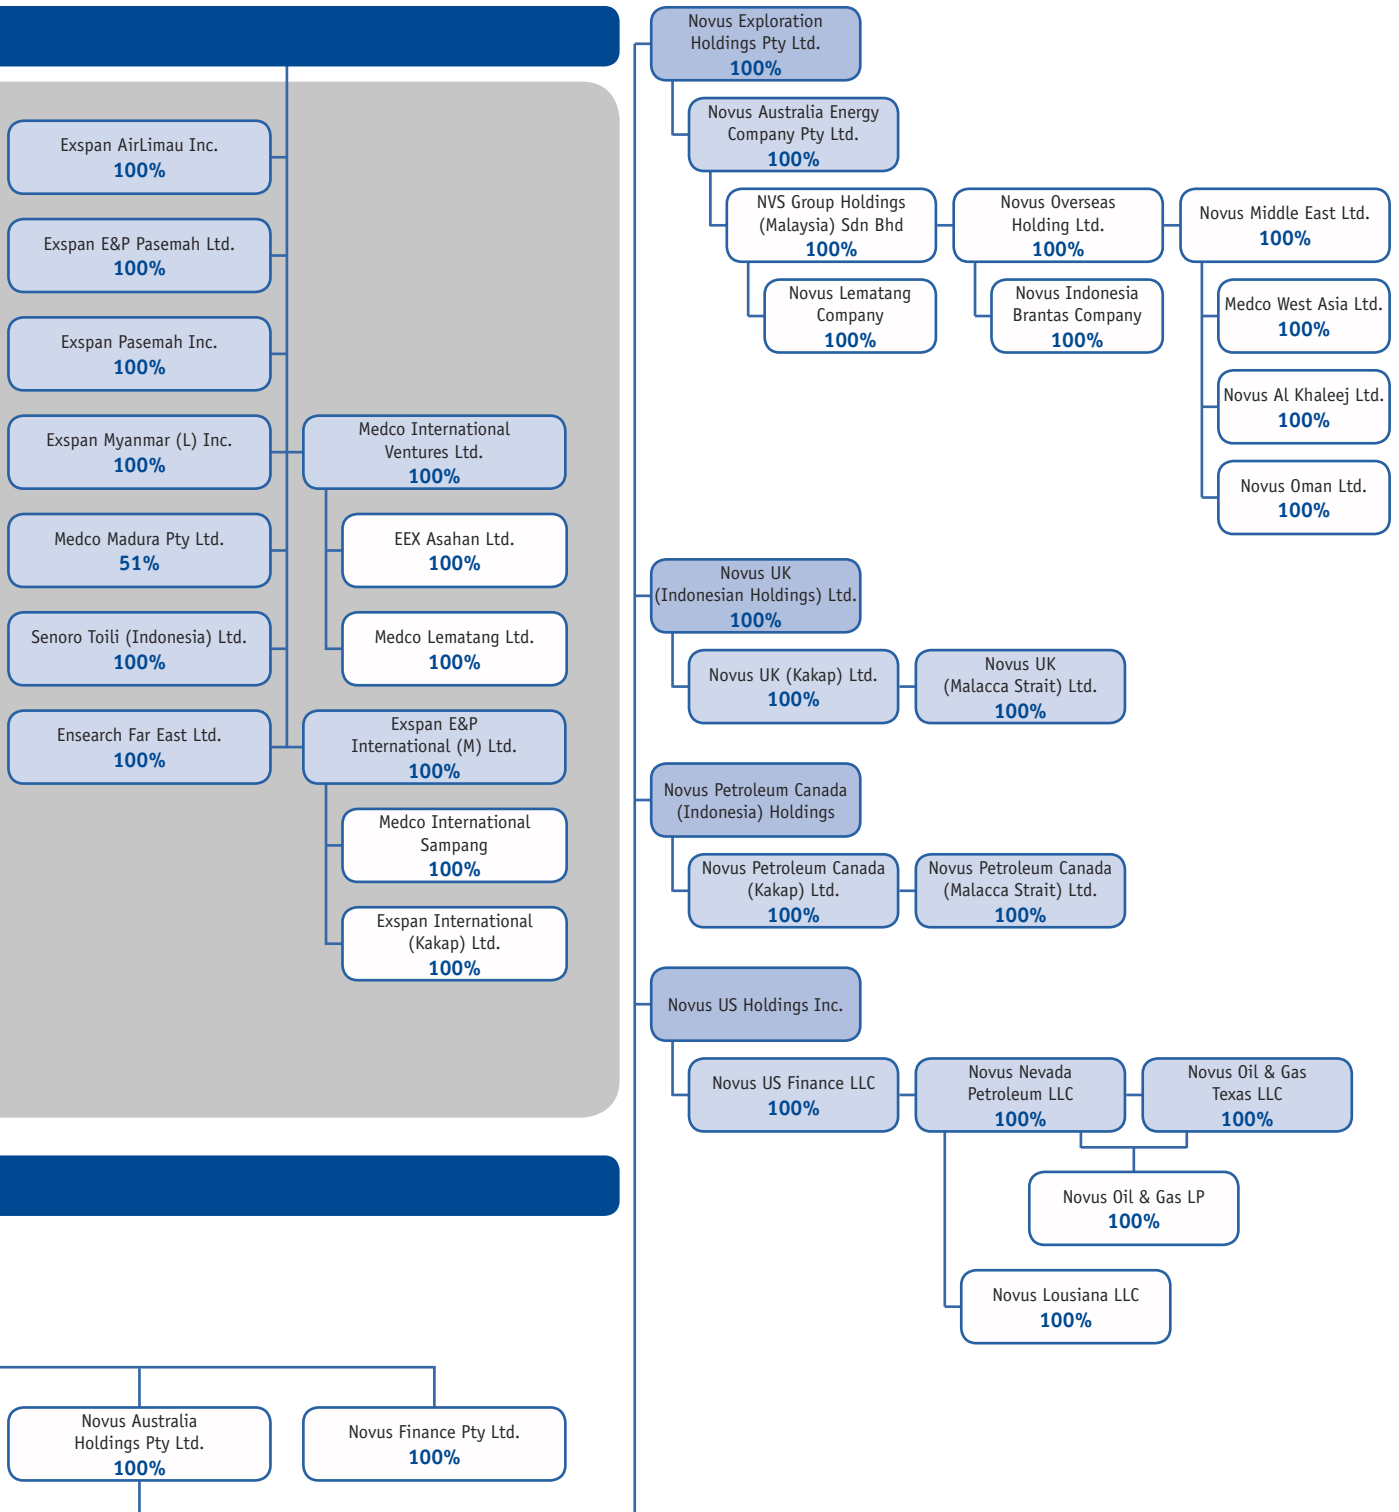 Exspan AirLimau Inc.
100%
Exspan E&P Pasemah Ltd.
100%
Exspan Pasemah Inc.
100%
Exspan Myanmar (L) Inc.
100%
Medco Madura Pty Ltd.
51%
Senoro Toili (Indonesia) Ltd.
100%
Ensearch Far East Ltd.
100%
Medco International
Ventures Ltd.
100%
EEX Asahan Ltd.
100%
Medco Lematang Ltd.
100%
Exspan E&P
International (M) Ltd.
100%
Medco International
Sampang
100%
Exspan International
(Kakap) Ltd.
100%
Novus Australia
Holdings Pty Ltd.
100%
Novus Finance Pty Ltd.
100%
Novus Exploration
Holdings Pty Ltd.
100%
Novus Australia Energy
Company Pty Ltd.
100%
NVS Group Holdings
(Malaysia) Sdn Bhd
100%
Novus Lematang
Company
100%
Novus Overseas
Holding Ltd.
100%
Novus Indonesia
Brantas Company
100%
Novus Middle East Ltd.
100%
Medco West Asia Ltd.
100%
Novus Al Khaleej Ltd.
100%
Novus Oman Ltd.
100%
Novus UK
(Indonesian Holdings) Ltd.
100%
Novus UK (Kakap) Ltd.
100%
Novus UK
(Malacca Strait) Ltd.
100%
Novus Petroleum Canada
(Indonesia) Holdings
Novus Petroleum Canada
(Kakap) Ltd.
100%
Novus Petroleum Canada
(Malacca Strait) Ltd.
100%
Novus US Holdings Inc.
Novus US Finance LLC
100%
Novus Nevada
Petroleum LLC
100%
Novus Oil & Gas
Texas LLC
100%
Novus Oil & Gas LP
100%
Novus Lousiana LLC
100%